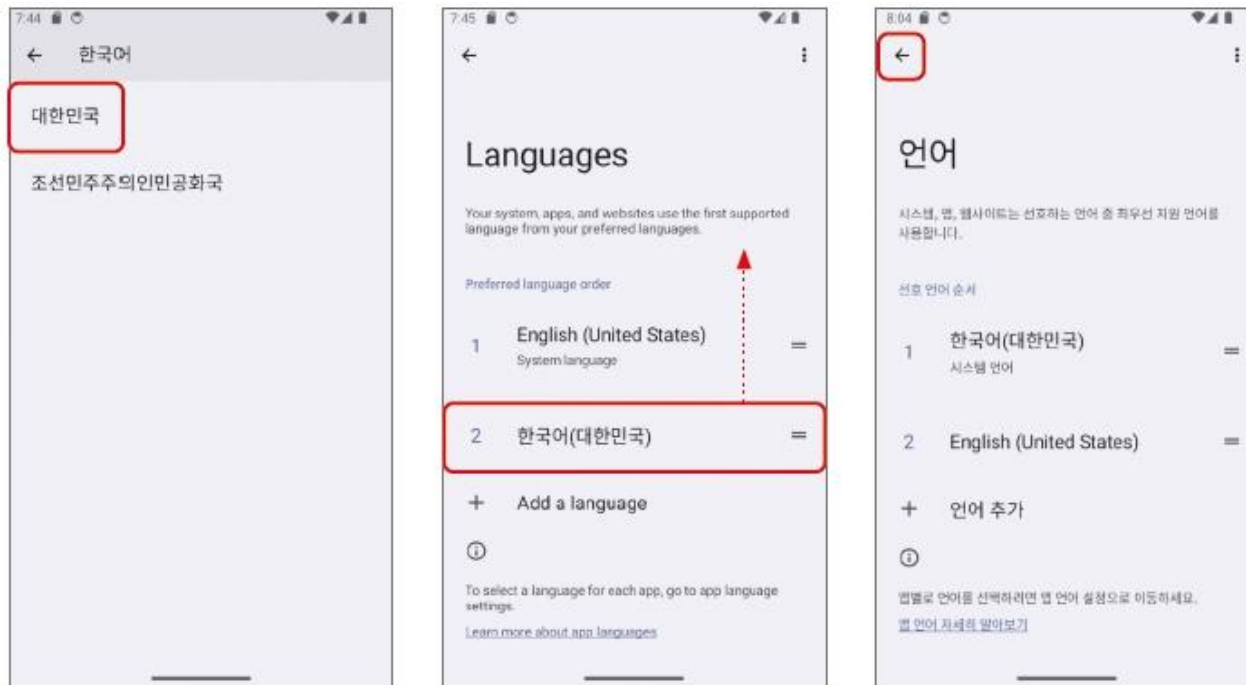 7:44
한국어
대한민국
조선민주주의인민공화국
7:45
Languages
Your system, apps, and websites use the first supported
language from your preferred languages.
Preferred language order
1
English (United States)
System language
2
한국어(대한민국)
Add a language
To select a language for each app, go to app language
settings.
Learn more about app languages
8:04
언어
시스템, 앱, 웹사이트는 선호하는 언어 중 최우선 지원 언어를
사용합니다.
선호 언어 순서
1
한국어(대한민국)
시스템 언어
2
English (United States)
언어 추가
앱별로 언어를 선택하려면 앱 언어 설정으로 이동하세요.
앱 언어 자세히 알아보기